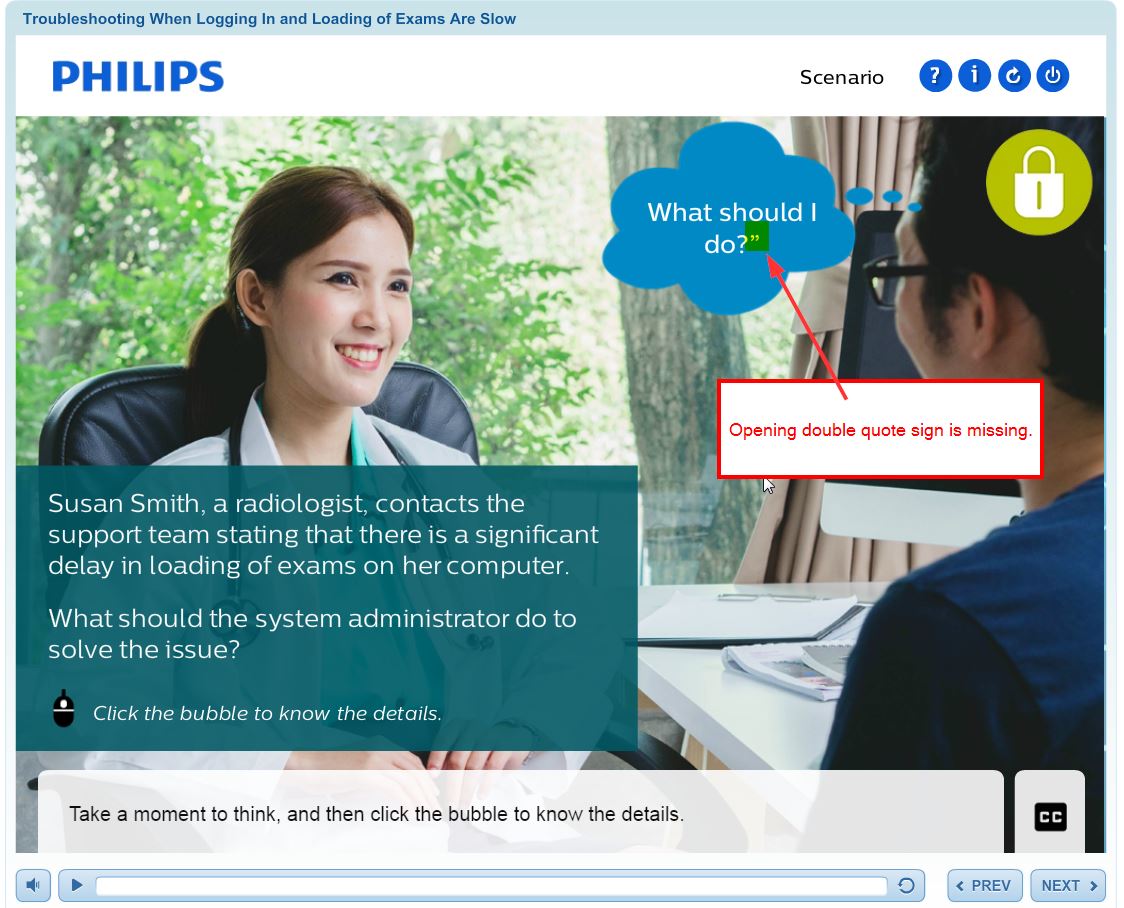 Troubleshooting When Logging In and Loading of Exams Are Slow
PHILIPS
Scenario
?
i
What should I
do?”
Opening double quote sign is missing.
Susan Smith, a radiologist, contacts the
support team stating that there is a significant
delay in loading of exams on her computer.
What should the system administrator do to
solve the issue?
Click the bubble to know the details.
Take a moment to think, and then click the bubble to know the details.
CC
PREV
NEXT